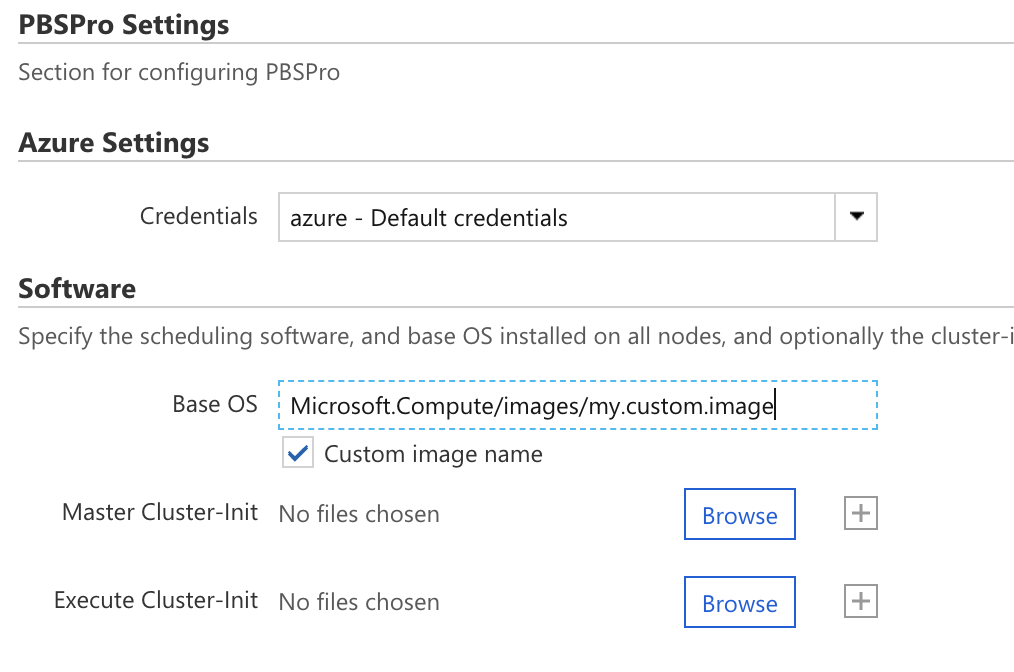 PBSPro Settings
Section for configuring PBSPro
Azure Settings
Credentials azure - Default credentials
Software
Specify the scheduling software, and base OS installed on all nodes, and optionally the cluster-i
Base OS Microsoft.Compute/images/my.custom.image
Custom image name
Master Cluster-Init No files chosen Browse
Execute Cluster-Init No files chosen Browse